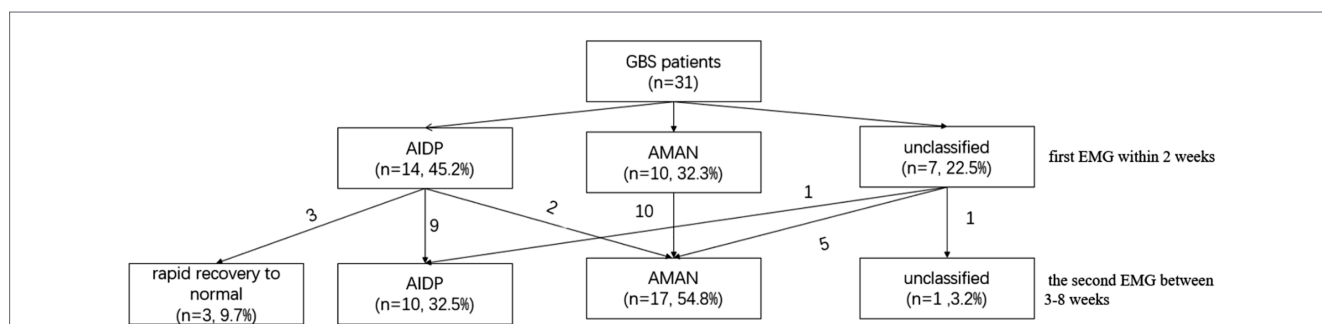 GBS patients
(n=31)
AIDP
(n=14, 45.2%)
AMAN
(n=10, 32.3%)
unclassified
(n=7, 22.5%)
first EMG within 2 weeks
3
9
2
10
1
5
1
rapid recovery to
normal
(n=3, 9.7%)
AIDP
(n=10, 32.5%)
AMAN
(n=17, 54.8%)
unclassified
(n=1 ,3.2%)
the second EMG between
3-8 weeks